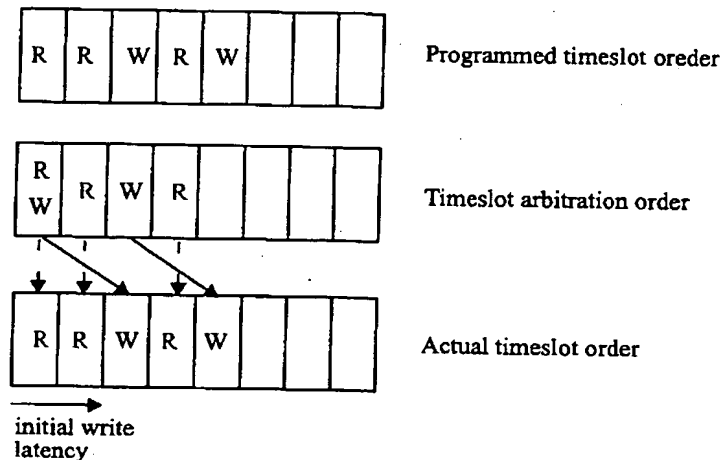 R R W R W Programmed timeslot oreder
R
W R W R Timeslot arbitration order
R R W R W Actual timeslot order
initial write
latency